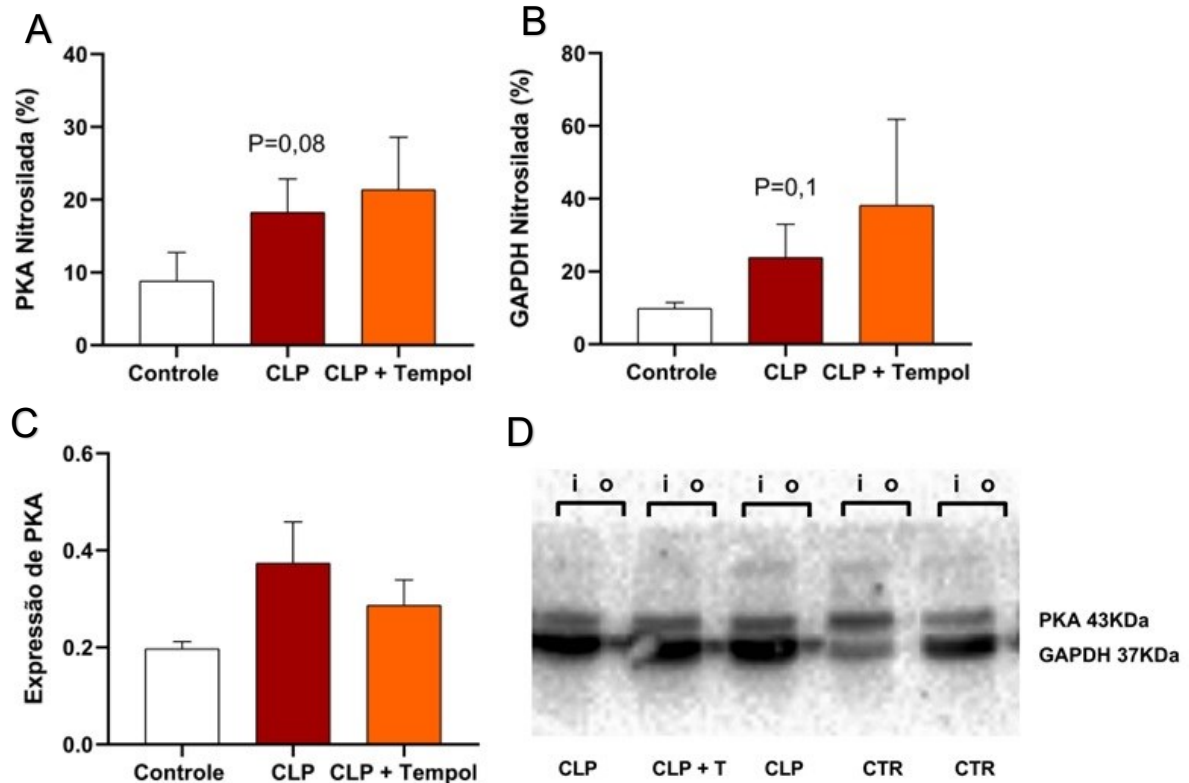 A
PKA Nitrosilada (%)
40
30
20
10
0
P=0,08
Controle CLP CLP + Tempol
B
GAPDH Nitrosilada (%)
80
60
40
20
0
P=0,1
Controle CLP CLP + Tempol
C
Expressão de PKA
0.6
0.4
0.2
0.0
Controle CLP CLP + Tempol
D
i o i o i o i o i o
PKA 43KDa
GAPDH 37KDa
CLP CLP + T CLP CTR CTR